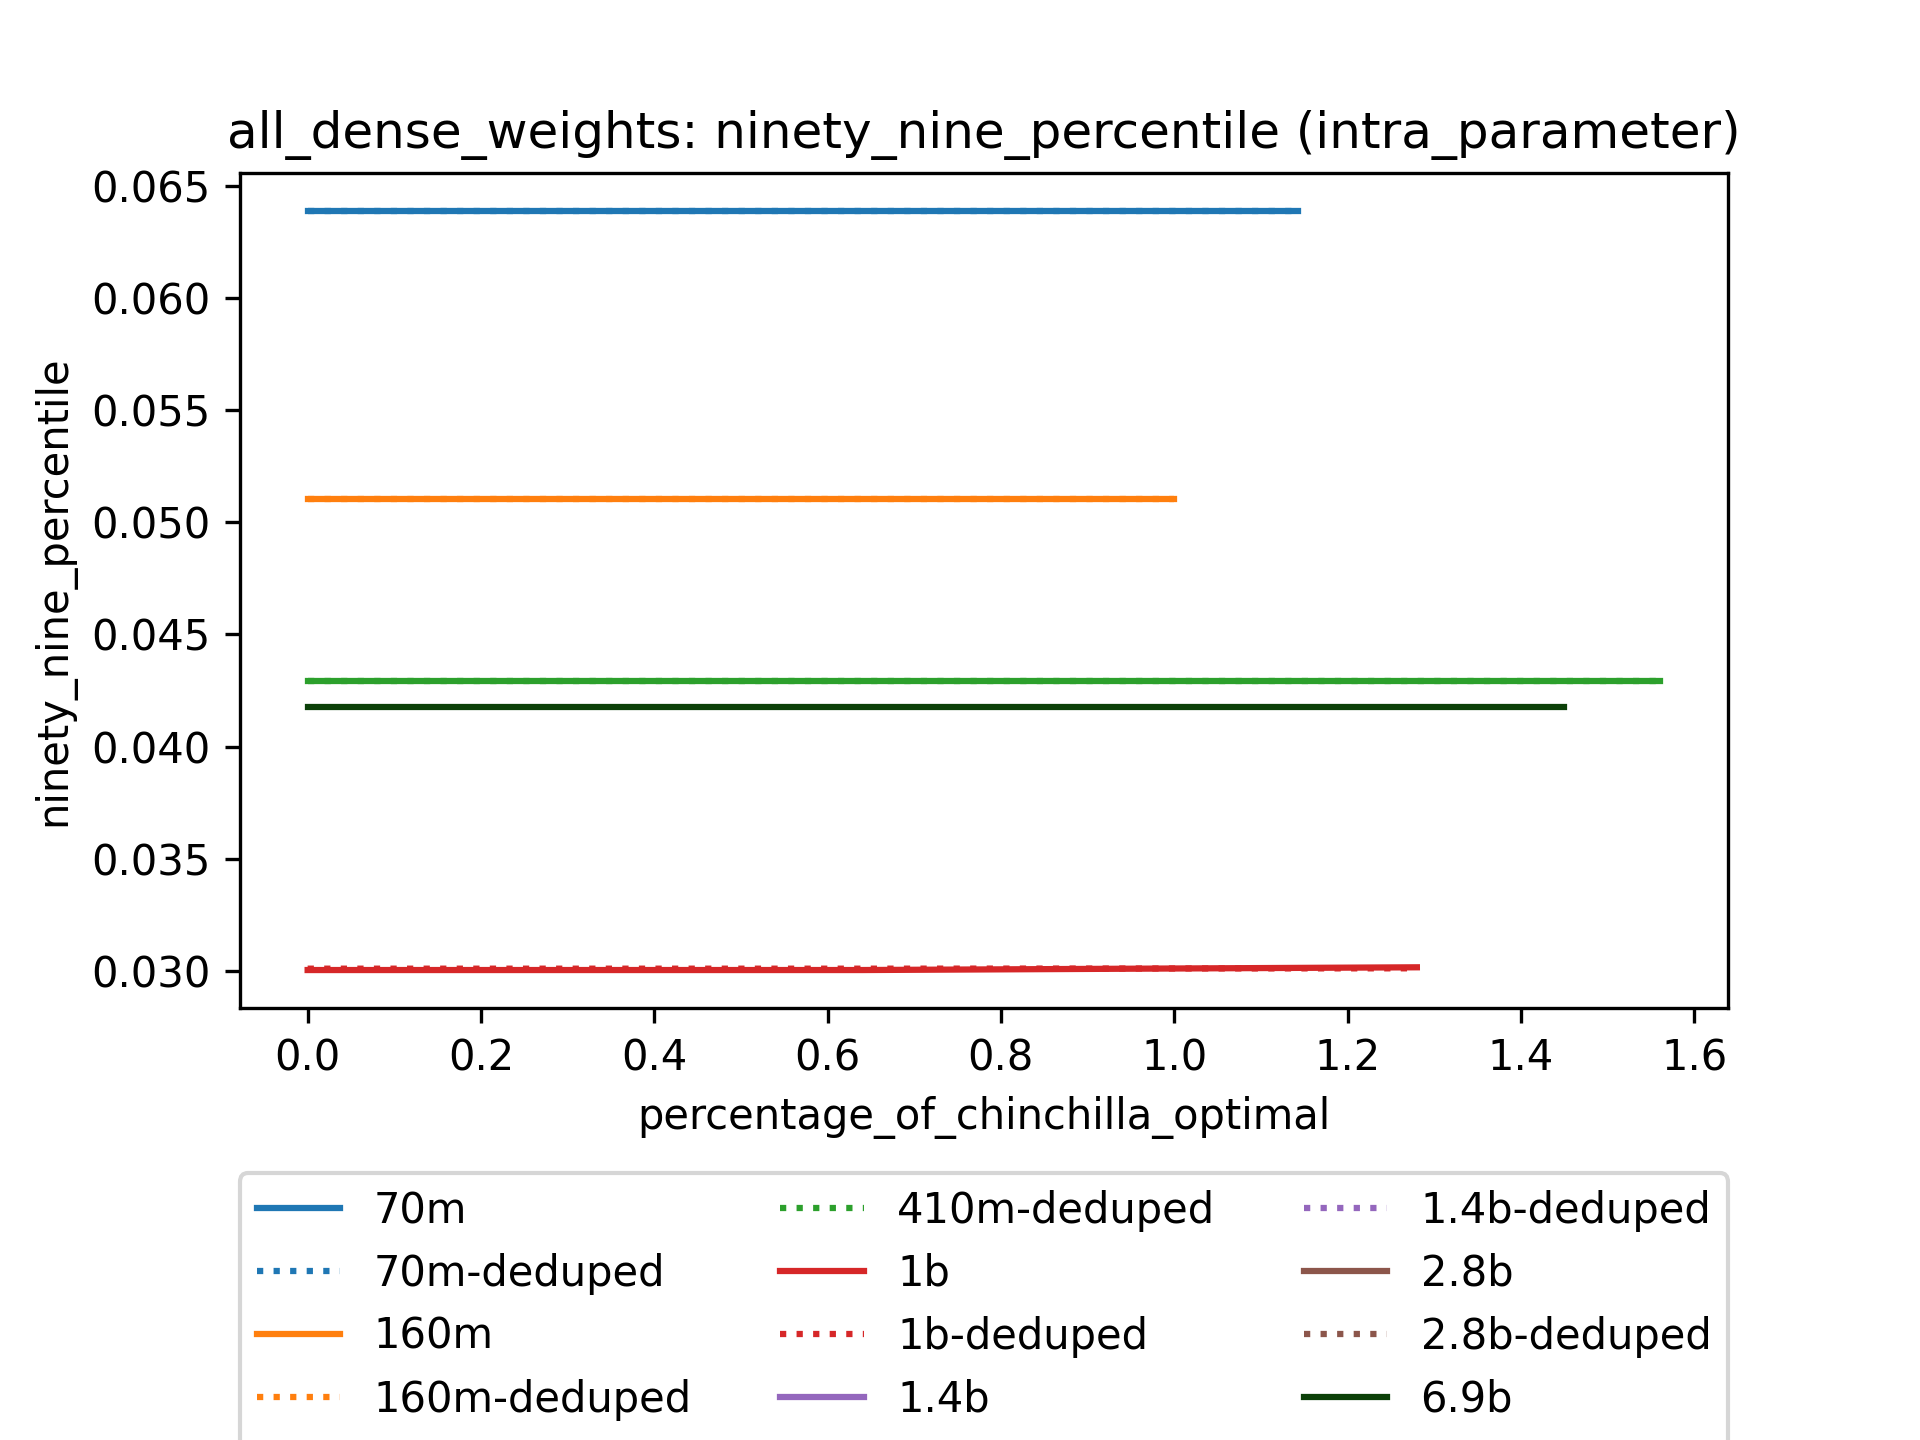 all_dense_weights: ninety_nine_percentile (intra_parameter)
0.065
0.060
0.055
0.050
0.045
0.040
0.035
0.030
ninety_nine_percentile
0.0 0.2 0.4 0.6 0.8 1.0 1.2 1.4 1.6
percentage_of_chinchilla_optimal
70m
70m-deduped
160m
160m-deduped
410m-deduped
1b
1b-deduped
1.4b
1.4b-deduped
2.8b
2.8b-deduped
6.9b